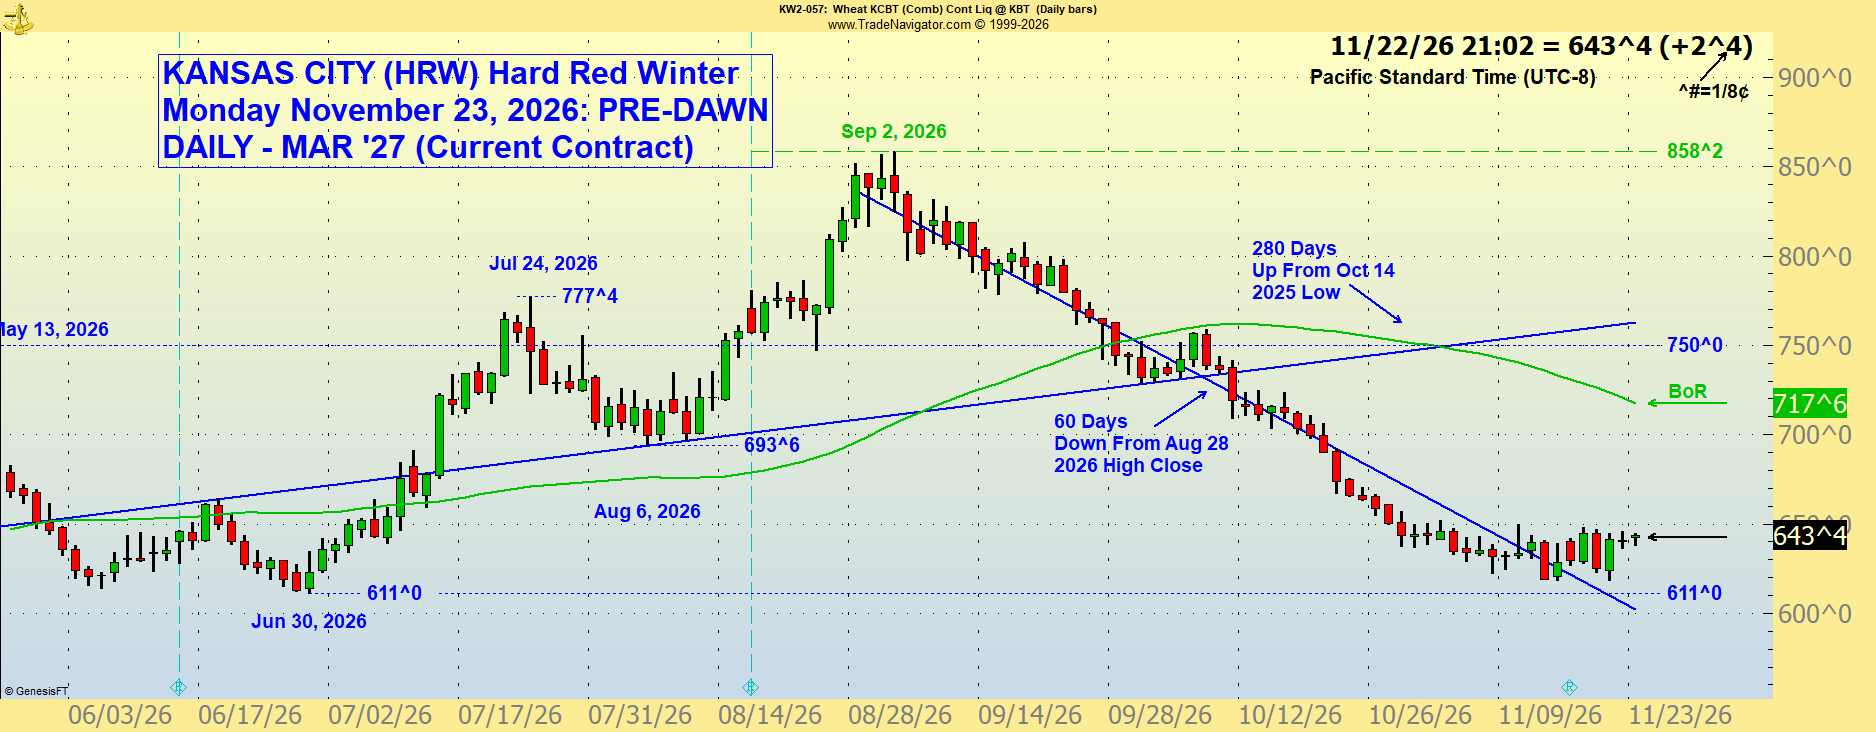 KW2-057: Wheat KCBT (Comb) Cont Liq @ KBT (Daily bars)
www.TradeNavigator.com © 1999-2026
11/22/26 21:02 = 643^4 (+2^4)
Pacific Standard Time (UTC-8)
^#=1/8¢
KANSAS CITY (HRW) Hard Red Winter
Monday November 23, 2026: PRE-DAWN
DAILY - MAR '27 (Current Contract)
Sep 2, 2026
858^2
Jul 24, 2026
777^4
280 Days
Up From Oct 14
2025 Low
May 13, 2026
750^0
BoR
60 Days
Down From Aug 28
2026 High Close
693^6
Aug 6, 2026
611^0
611^0
Jun 30, 2026
900^0
850^0
800^0
750^0
717^6
700^0
650^0
643^4
600^0
© GenesisFT
R
R
R
06/03/26 06/17/26 07/02/26 07/17/26 07/31/26 08/14/26 08/28/26 09/14/26 09/28/26 10/12/26 10/26/26 11/09/26 11/23/26